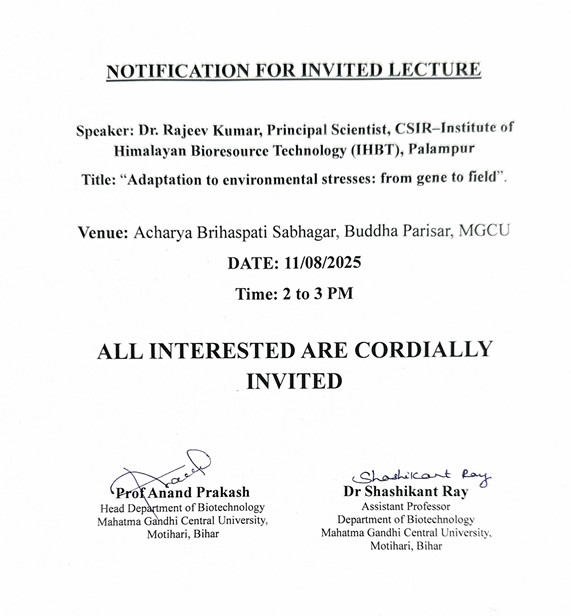 NOTIFICATION FOR INVITED LECTURE
Speaker: Dr. Rajeev Kumar, Principal Scientist, CSIR–Institute of
Himalayan Bioresource Technology (IHBT), Palampur
Title: “Adaptation to environmental stresses: from gene to field”.
Venue: Acharya Brihaspati Sabhagar, Buddha Parisar, MGCU
DATE: 11/08/2025
Time: 2 to 3 PM
ALL INTERESTED ARE CORDIALLY
INVITED
Shashikant Ray
Prof Anand Prakash
Head Department of Biotechnology
Mahatma Gandhi Central University,
Motihari, Bihar
Dr Shashikant Ray
Assistant Professor
Department of Biotechnology
Mahatma Gandhi Central University,
Motihari, Bihar